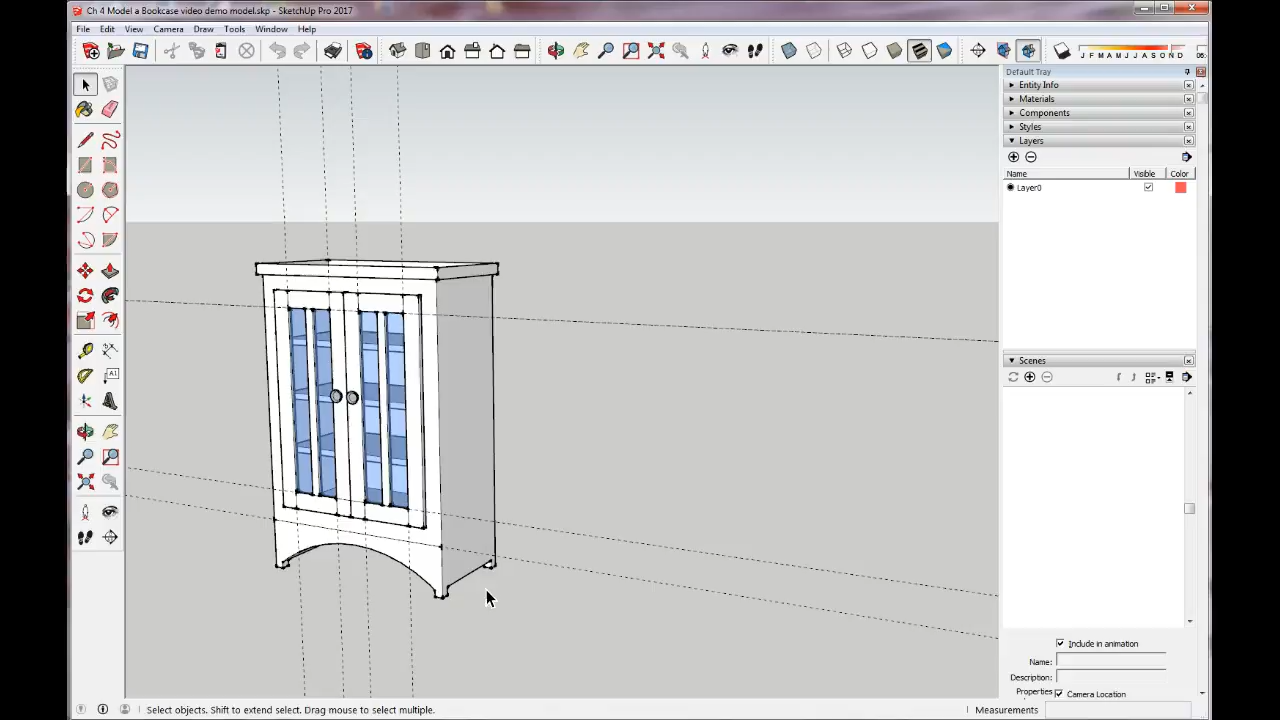 Ch 4 Model a Bookcase video demo model.skp - SketchUp Pro 2017
File Edit View Camera Draw Tools Window Help
J F M A M J J A S O N D
Default Tray
Entity Info
Materials
Components
Styles
Layers
Name Visible Color
Layer0
Scenes
A1
Include in animation
Name:
Description:
Properties Camera Location
Select objects. Shift to extend select. Drag mouse to select multiple.
Measurements